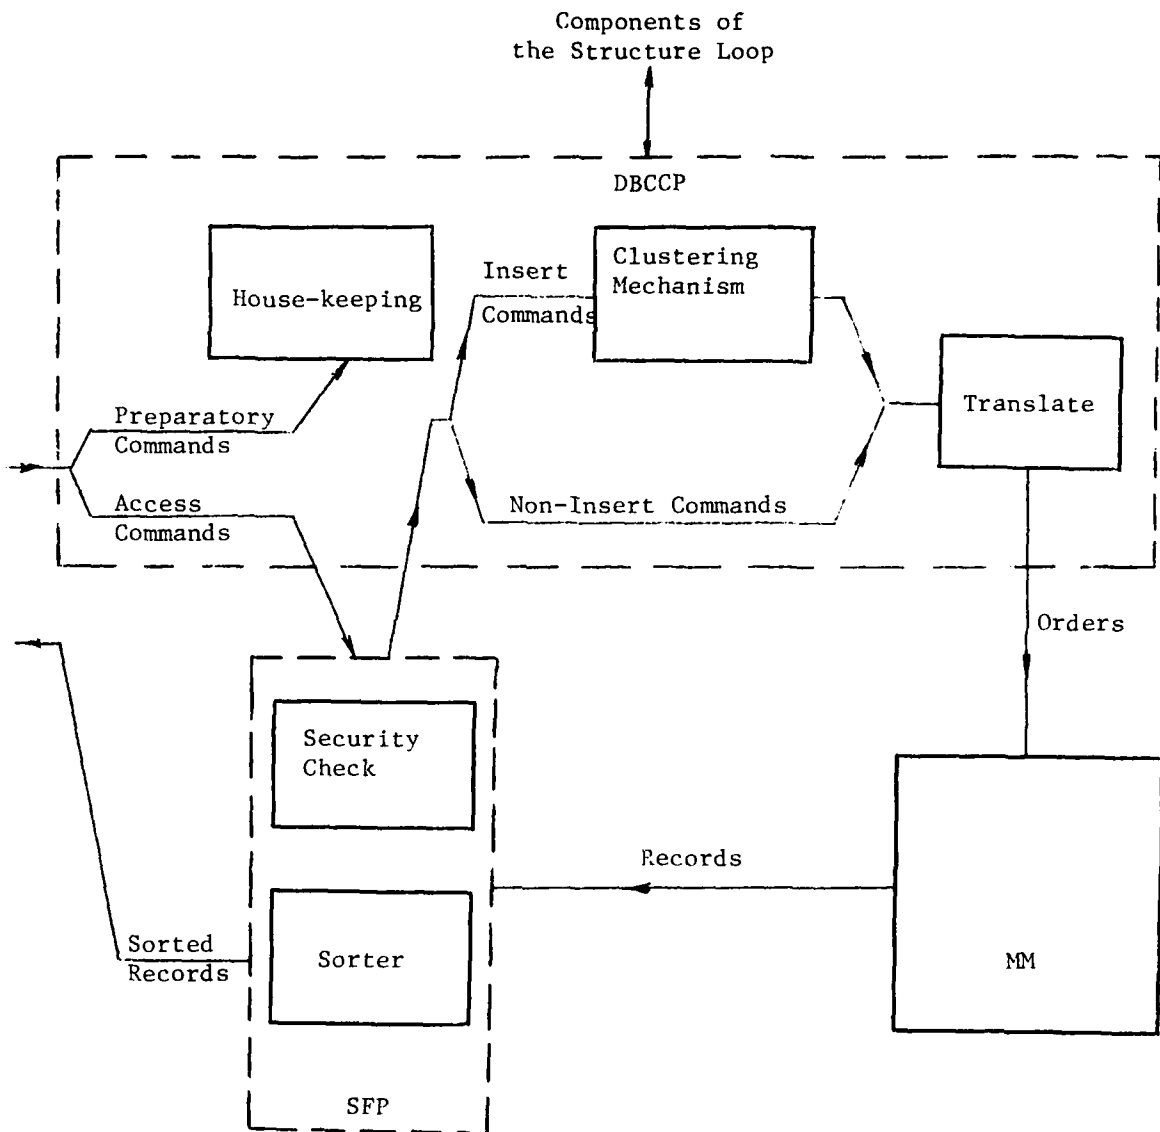 Components of
the Structure Loop
DBCCP
House-keeping
Insert
Commands
Clustering
Mechanism
Translate
Preparatory
Commands
Access
Commands
Non-Insert Commands
Orders
Security
Check
Records
Sorted
Records
Sorter
MM
SFP